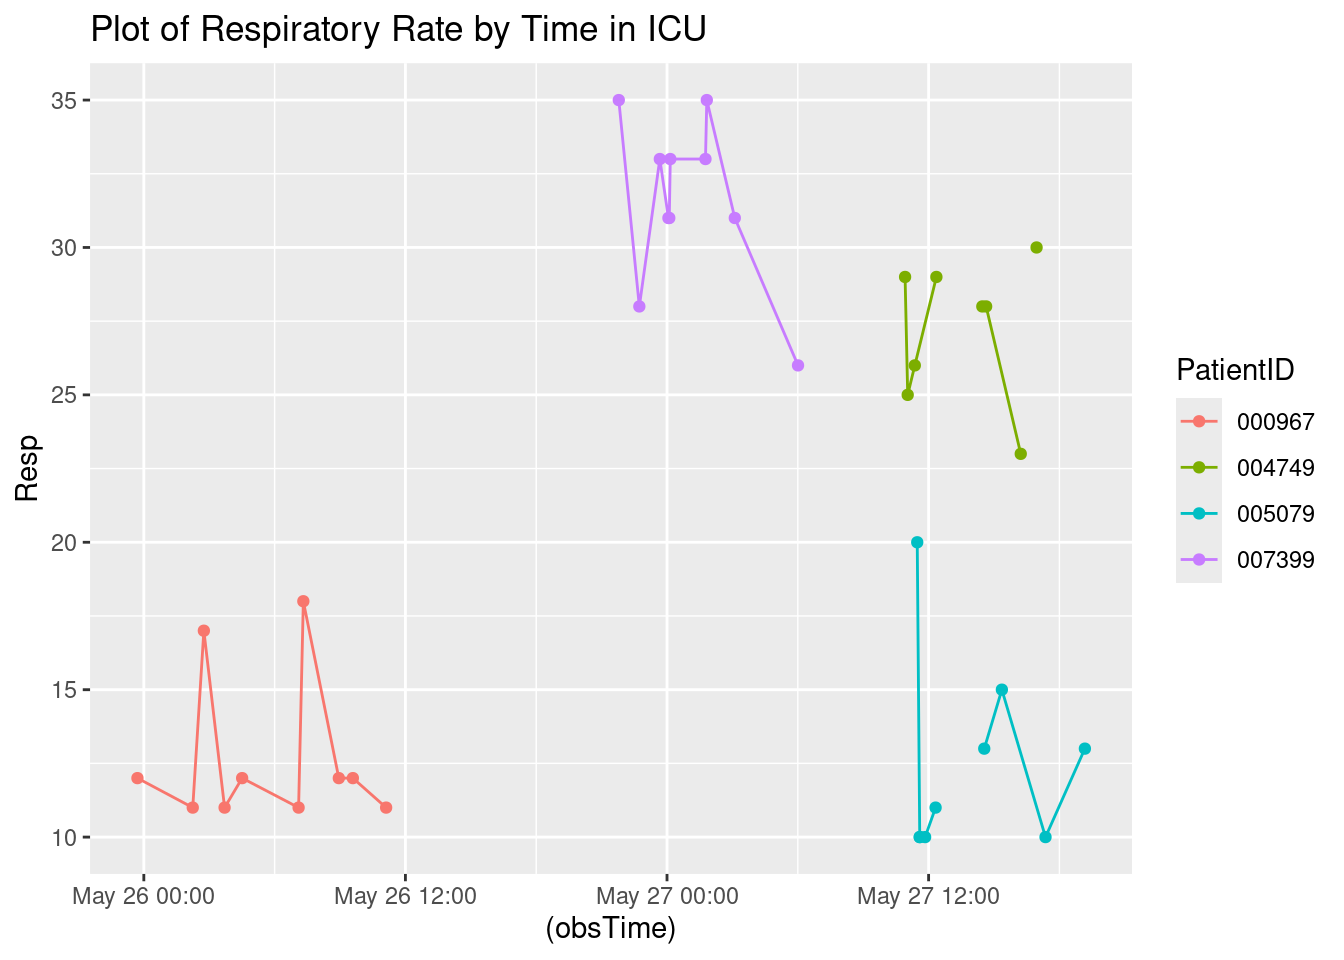 Plot of Respiratory Rate by Time in ICU
35
30
25
20
15
10
Resp
May 26 00:00
May 26 12:00
May 27 00:00
May 27 12:00
(obsTime)
PatientID
000967
004749
005079
007399